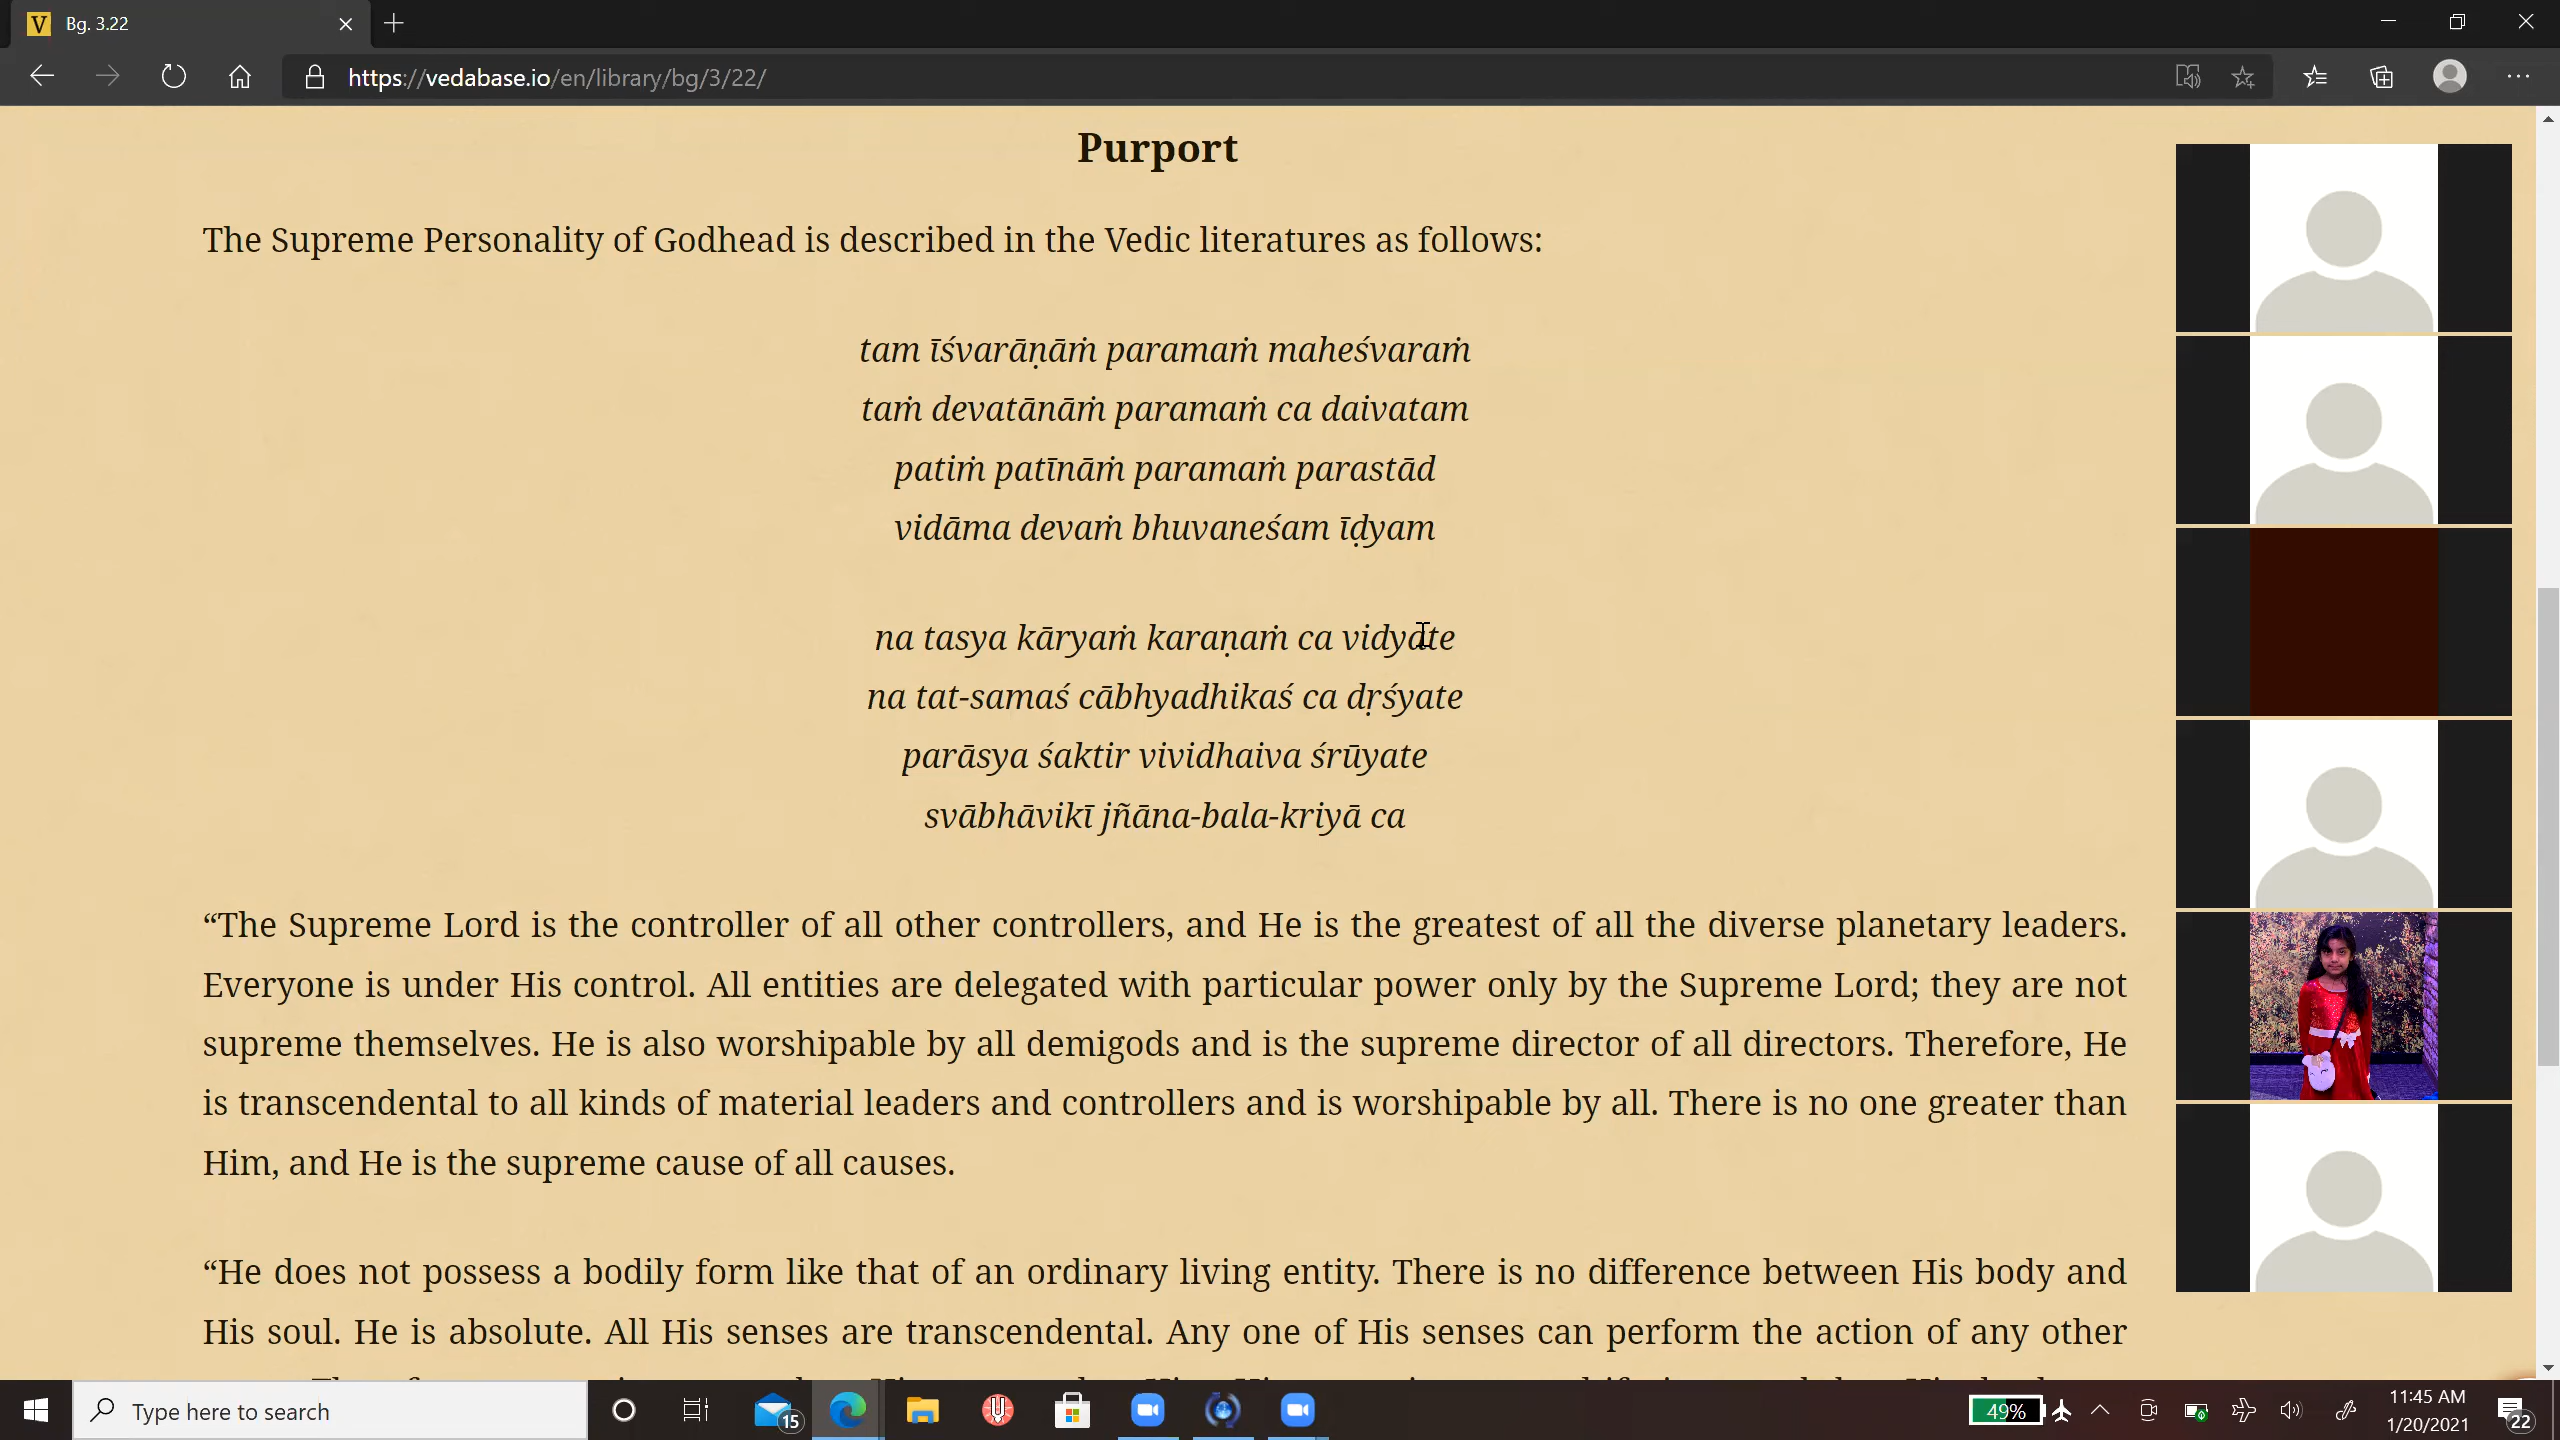 Bg. 3.22
https://vedabase.io/en/library/bg/3/22/
Purport
The Supreme Personality of Godhead is described in the Vedic literatures as follows:
tam īśvarāṇāṁ paramaṁ maheśvaraṁ
taṁ devatānāṁ paramaṁ ca daivatam
patiṁ patīnāṁ paramaṁ parastād
vidāma devaṁ bhuvaneśam īḍyam
na tasya kāryaṁ karaṇaṁ ca vidyate
na tat-samaś cābhyadhikaś ca dṛśyate
parāsya śaktir vividhaiva śrūyate
svābhāvikī jñāna-bala-kriyā ca
“The Supreme Lord is the controller of all other controllers, and He is the greatest of all the diverse planetary leaders.
Everyone is under His control. All entities are delegated with particular power only by the Supreme Lord; they are not
supreme themselves. He is also worshipable by all demigods and is the supreme director of all directors. Therefore, He
is transcendental to all kinds of material leaders and controllers and is worshipable by all. There is no one greater than
Him, and He is the supreme cause of all causes.
“He does not possess a bodily form like that of an ordinary living entity. There is no difference between His body and
His soul. He is absolute. All His senses are transcendental. Any one of His senses can perform the action of any other
Type here to search
15
49%
11:45 AM
1/20/2021
22